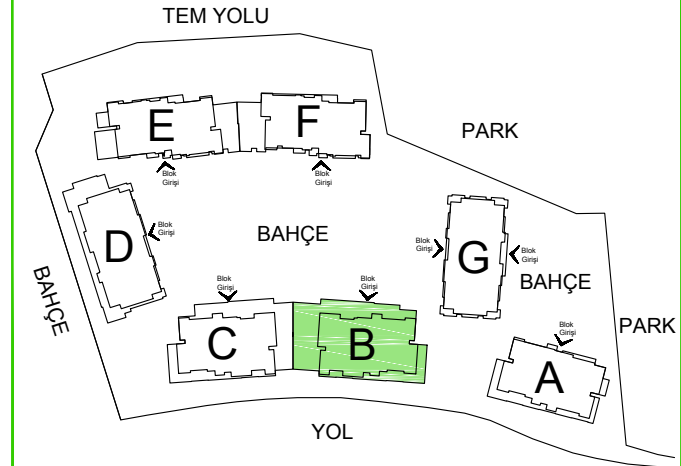 TEM YOLU
E
F
PARK
Blok
Girişi
Blok
Girişi
D
Blok
Girişi
BAHÇE
Blok
Girişi
G
Blok
Girişi
BAHÇE
BAHÇE
Blok
Girişi
Blok
Girişi
C
B
Blok
Girişi
PARK
A
YOL